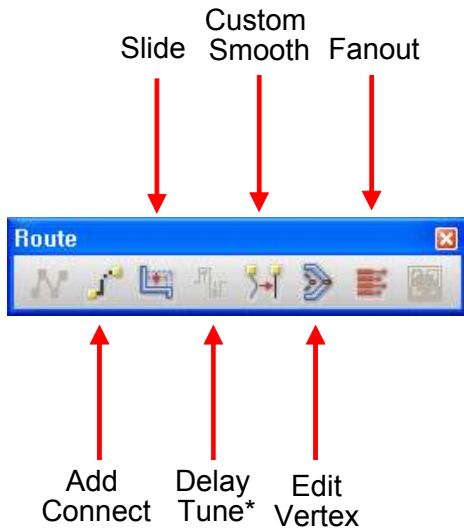 Slide
Custom
Smooth
Fanout
Route
Add
Connect
Delay
Tune*
Edit
Vertex